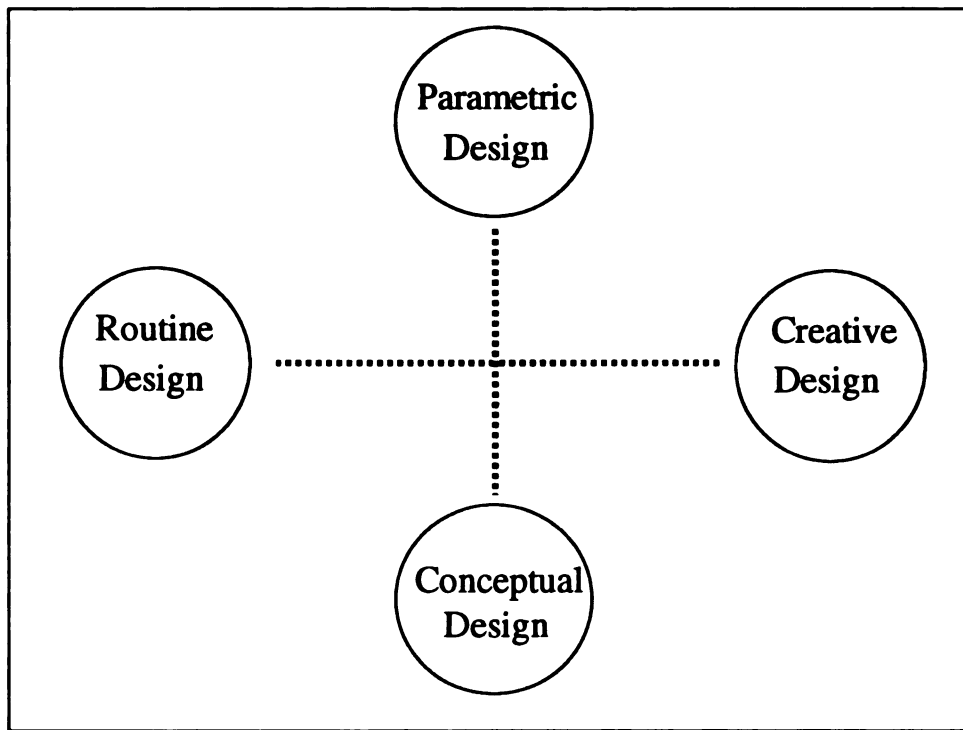 Parametric
Design
Routine
Design
Creative
Design
Conceptual
Design